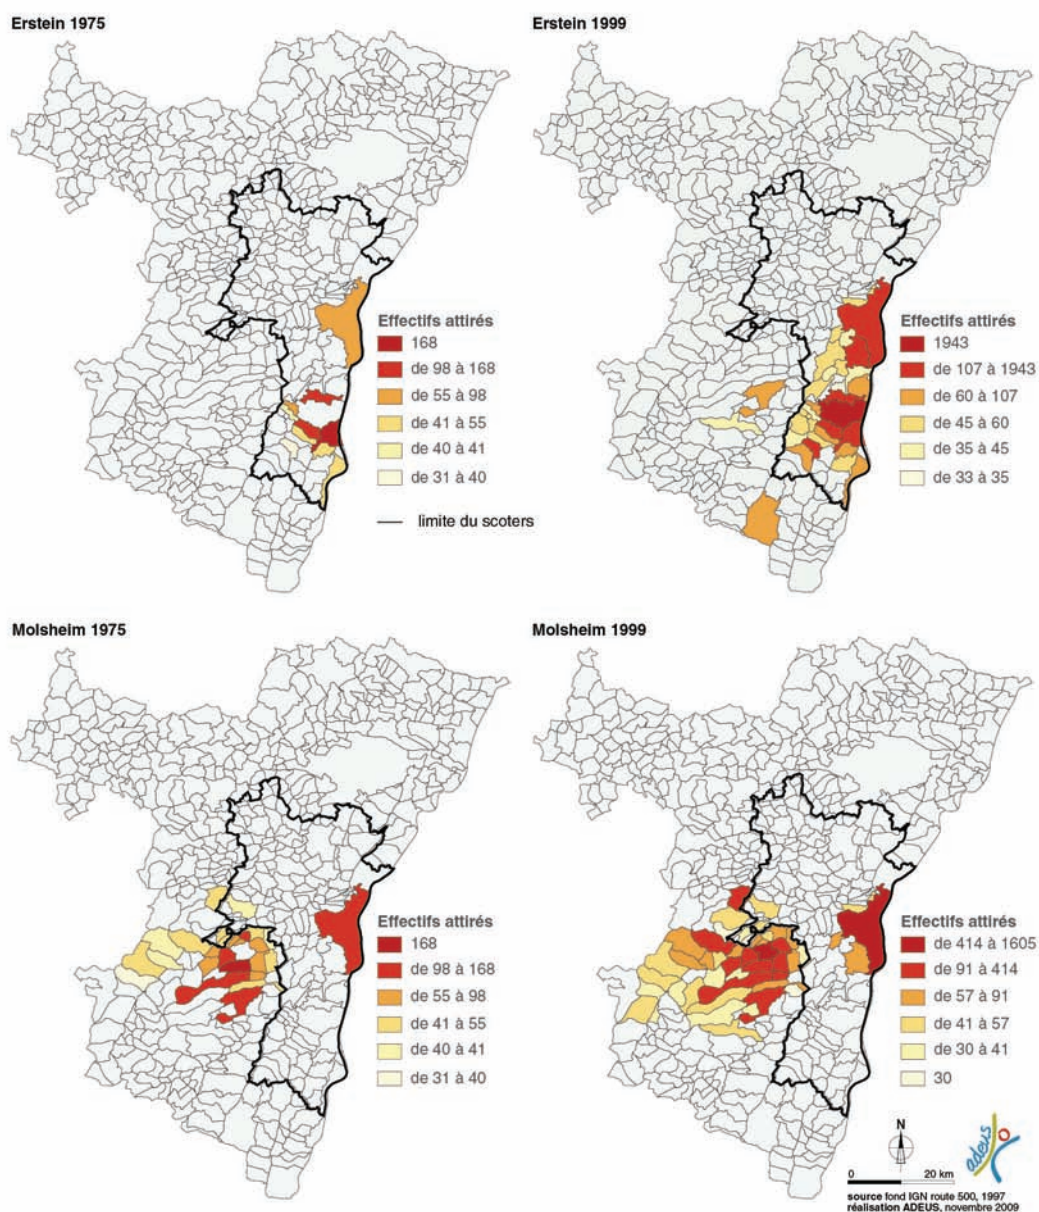 Erstein 1975
Effectifs attirés
168
de 98 à 168
de 55 à 98
de 41 à 55
de 40 à 41
de 31 à 40
limite du scoters
Erstein 1999
Effectifs attirés
1943
de 107 à 1943
de 60 à 107
de 45 à 60
de 35 à 45
de 33 à 35
Molsheim 1975
Effectifs attirés
168
de 98 à 168
de 55 à 98
de 41 à 55
de 40 à 41
de 31 à 40
Molsheim 1999
Effectifs attirés
de 414 à 1605
de 91 à 414
de 57 à 91
de 41 à 57
de 30 à 41
30
N
0 20 km
adeus
source fond IGN route 500, 1997
réalisation ADEUS, novembre 2009